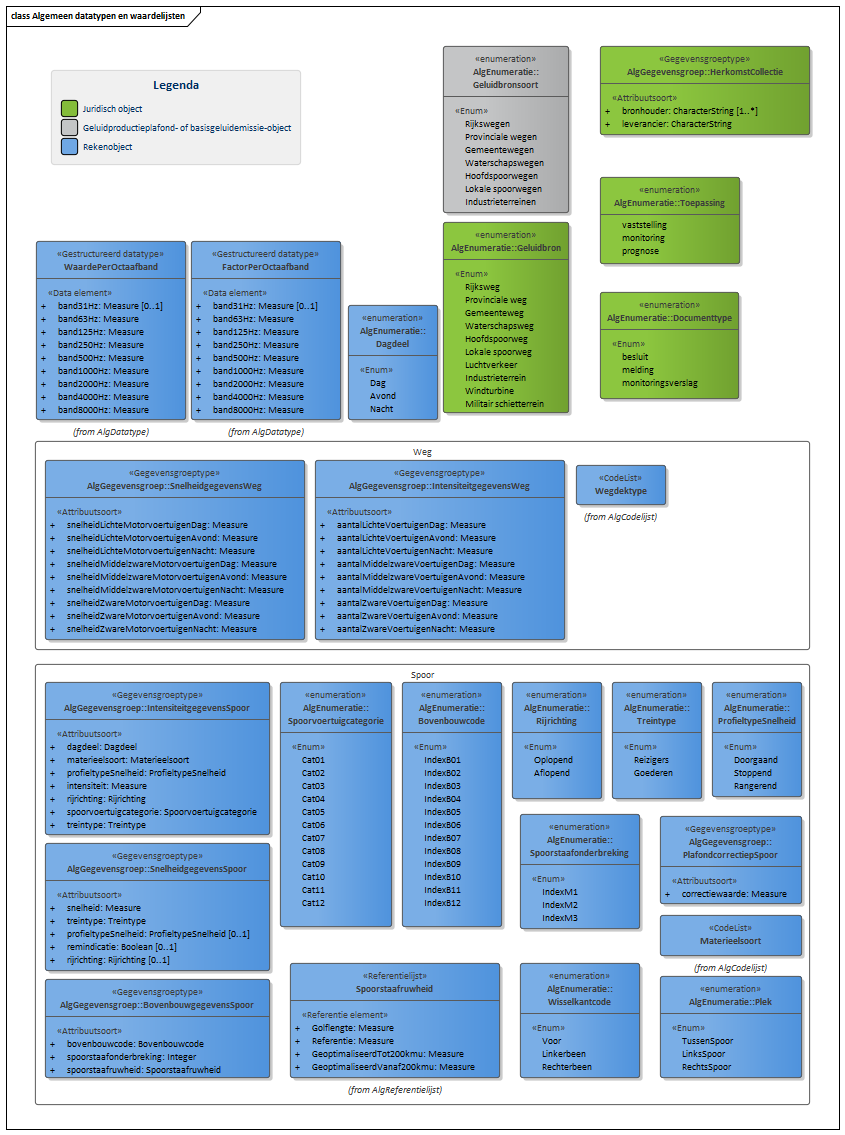 class Algemeen datatypen en waardelijsten
Legenda
Juridisch object
Geluidproductieplafond- of basisgeluidemissie-object
Rekenobject
«enumeration»
AlgEnumeratie::
Geluidbronsoort
«Enum»
Rijkswegen
Provinciale wegen
Gemeentewegen
Waterschapswegen
Hoofdspoorwegen
Lokale spoorwegen
Industrieterreinen
«Gegevensgroeptype»
AlgGegevensgroep::HerkomstCollectie
«Attribuutsoort»
+ bronhouder: CharacterString [1..*]
+ leverancier: CharacterString
«enumeration»
AlgEnumeratie::Toepassing
vaststelling
monitoring
prognose
«enumeration»
AlgEnumeratie::Geluidbron
«Enum»
Rijksweg
Provinciale weg
Gemeenteweg
Waterschapsweg
Hoofdspoorweg
Lokale spoorweg
Luchtverkeer
Industrieterrein
Windturbine
Militair schietterrein
«enumeration»
AlgEnumeratie::Documenttype
«Enum»
besluit
melding
monitoringsverslag
«Gestructureerd datatype»
WaardePerOctaafband
«Data element»
+ band31Hz: Measure [0..1]
+ band63Hz: Measure
+ band125Hz: Measure
+ band250Hz: Measure
+ band500Hz: Measure
+ band1000Hz: Measure
+ band2000Hz: Measure
+ band4000Hz: Measure
+ band8000Hz: Measure
(from AlgDatatype)
«Gestructureerd datatype»
FactorPerOctaafband
«Data element»
+ band31Hz: Measure [0..1]
+ band63Hz: Measure
+ band125Hz: Measure
+ band250Hz: Measure
+ band500Hz: Measure
+ band1000Hz: Measure
+ band2000Hz: Measure
+ band4000Hz: Measure
+ band8000Hz: Measure
(from AlgDatatype)
«enumeration»
AlgEnumeratie::
Dagdeel
«Enum»
Dag
Avond
Nacht
Weg
«Gegevensgroeptype»
AlgGegevensgroep::SnelheidgegevensWeg
«Attribuutsoort»
+ snelheidLichteMotorvoertuigenDag: Measure
+ snelheidLichteMotorvoertuigenAvond: Measure
+ snelheidLichteMotorvoertuigenNacht: Measure
+ snelheidMiddelzwareMotorvoertuigenDag: Measure
+ snelheidMiddelzwareMotorvoertuigenAvond: Measure
+ snelheidMiddelzwareMotorvoertuigenNacht: Measure
+ snelheidZwareMotorvoertuigenDag: Measure
+ snelheidZwareMotorvoertuigenAvond: Measure
+ snelheidZwareMotorvoertuigenNacht: Measure
«Gegevensgroeptype»
AlgGegevensgroep::IntensiteitgegevensWeg
«Attribuutsoort»
+ aantalLichteVoertuigenDag: Measure
+ aantalLichteVoertuigenAvond: Measure
+ aantalLichteVoertuigenNacht: Measure
+ aantalMiddelzwareVoertuigenDag: Measure
+ aantalMiddelzwareVoertuigenAvond: Measure
+ aantalMiddelzwareVoertuigenNacht: Measure
+ aantalZwareVoertuigenDag: Measure
+ aantalZwareVoertuigenAvond: Measure
+ aantalZwareVoertuigenNacht: Measure
«CodeList»
Wegdektype
(from AlgCodelijst)
Spoor
«Gegevensgroeptype»
AlgGegevensgroep::IntensiteitgegevensSpoor
«Attribuutsoort»
+ dagdeel: Dagdeel
+ materieelsoort: Materieelsoort
+ profieltypeSnelheid: ProfieltypeSnelheid
+ intensiteit: Measure
+ rijrichting: Rijrichting
+ spoorvoertuigcategorie: Spoorvoertuigcategorie
+ treintype: Treintype
«enumeration»
AlgEnumeratie::
Spoorvoertuigcategorie
«Enum»
Cat01
Cat02
Cat03
Cat04
Cat05
Cat06
Cat07
Cat08
Cat09
Cat10
Cat11
Cat12
«enumeration»
AlgEnumeratie::
Bovenbouwcode
«Enum»
IndexB01
IndexB02
IndexB03
IndexB04
IndexB05
IndexB06
IndexB07
IndexB08
IndexB09
IndexB10
IndexB11
IndexB12
«enumeration»
AlgEnumeratie::
Rijrichting
«Enum»
Oplopend
Aflopend
«enumeration»
AlgEnumeratie::
Treintype
«Enum»
Reizigers
Goederen
«enumeration»
AlgEnumeratie::
ProfieltypeSnelheid
«Enum»
Doorgaand
Stoppend
Rangerend
«Gegevensgroeptype»
AlgGegevensgroep::SnelheidgegevensSpoor
«Attribuutsoort»
+ snelheid: Measure
+ treintype: Treintype
+ profieltypeSnelheid: ProfieltypeSnelheid [0..1]
+ remindicatie: Boolean [0..1]
+ rijrichting: Rijrichting [0..1]
«enumeration»
AlgEnumeratie::
Spoorstaafonderbreking
«Enum»
IndexM1
IndexM2
IndexM3
«Gegevensgroeptype»
AlgGegevensgroep::
PlafondcorrectiepSpoor
«Attribuutsoort»
+ correctiewaarde: Measure
«CodeList»
Materieelsoort
(from AlgCodelijst)
«Gegevensgroeptype»
AlgGegevensgroep::BovenbouwgegevensSpoor
«Attribuutsoort»
+ bovenbouwcode: Bovenbouwcode
+ spoorstaafonderbreking: Integer
+ spoorstaafruwheid: Spoorstaafruwheid
«Referentielijst»
Spoorstaafruwheid
«Referentie element»
+ Golflengte: Measure
+ Referentie: Measure
+ GeoptimaliseerdTot200kmu: Measure
+ GeoptimaliseerdVanaf200kmu: Measure
(from AlgReferentielijst)
«enumeration»
AlgEnumeratie::
Wisselkantcode
«Enum»
Voor
Linkerbeen
Rechterbeen
«enumeration»
AlgEnumeratie::Plek
«Enum»
TussenSpoor
LinksSpoor
RechtsSpoor